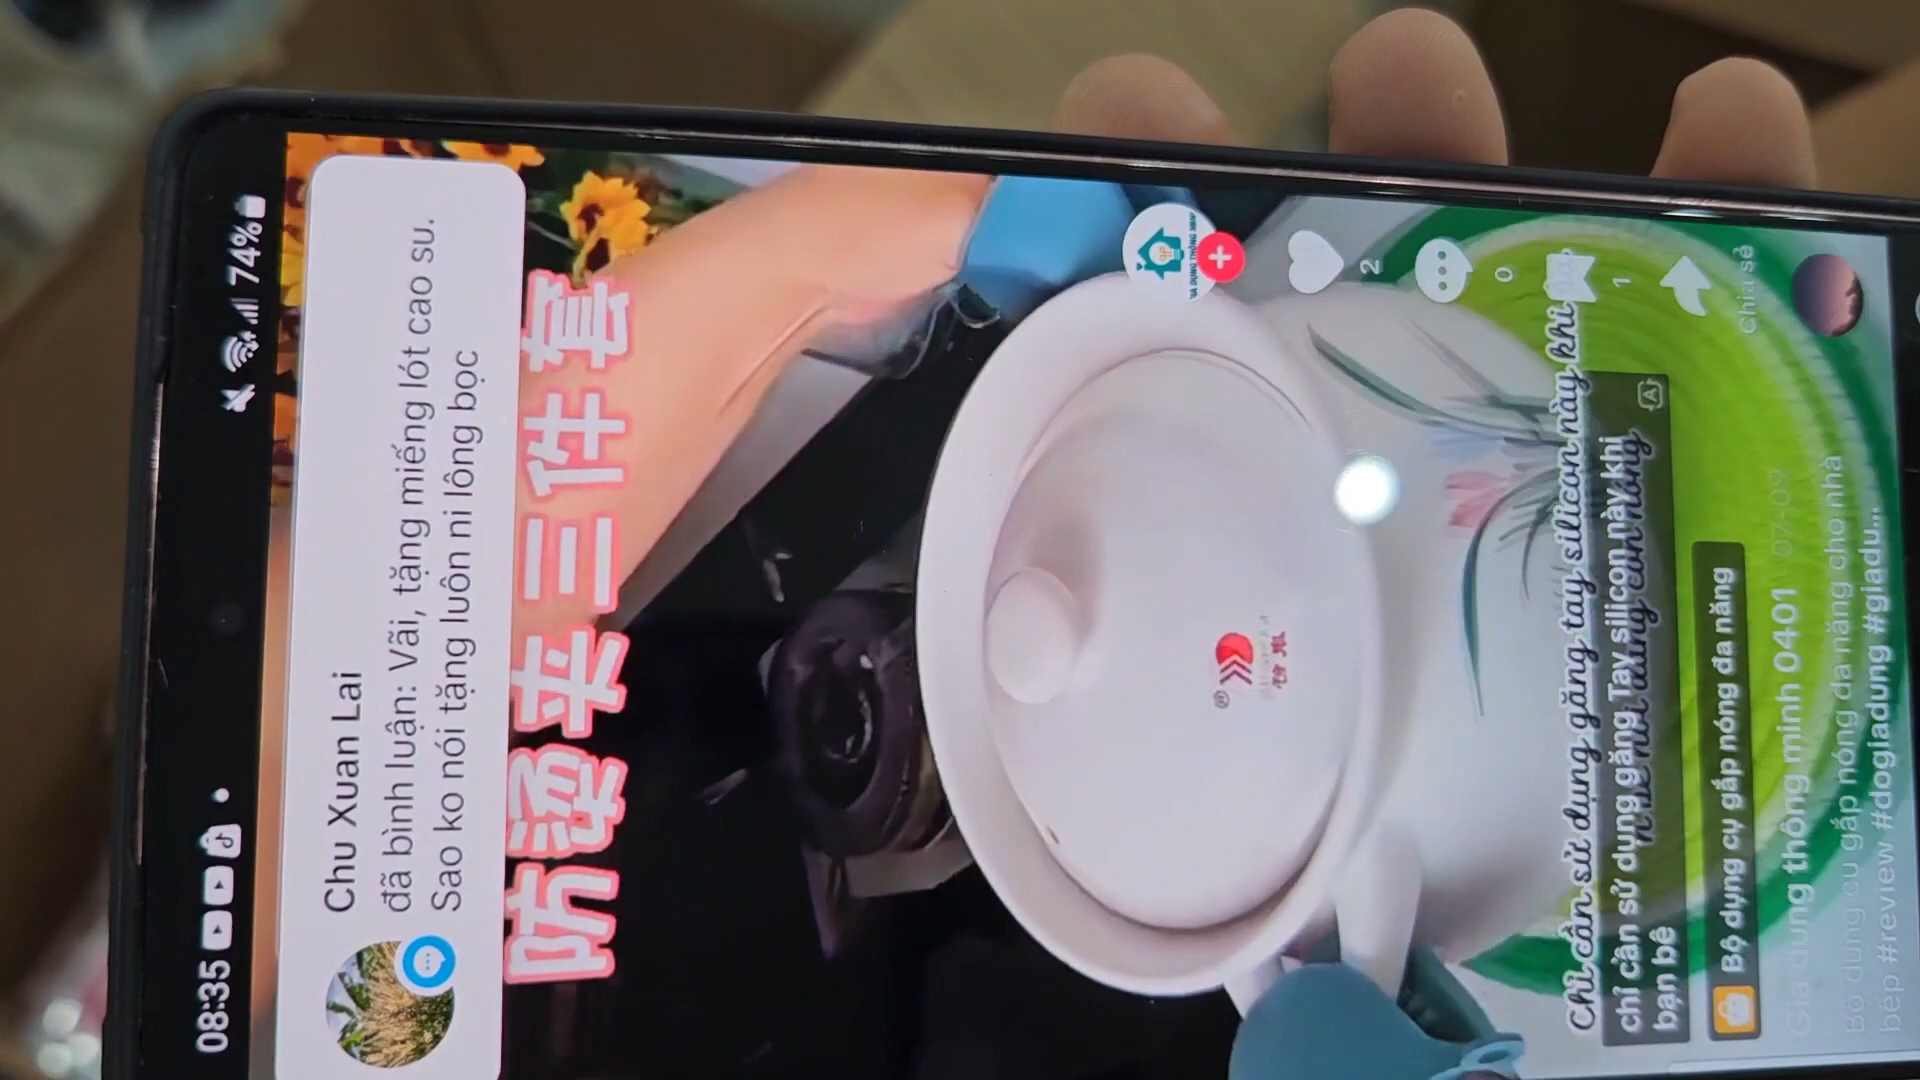 08:35
74%
Chu Xuan Lai
đã bình luận: Vãi, tặng miếng lót cao su.
Sao ko nói tặng luôn ni lông bọc
防烫夹三件套
2
0
1
Chia sẻ
Chỉ cần sử dụng găng tay silicon này khi
chỉ cần sử dụng găng Tay silicon này khi
bạn bê
Bộ dụng cụ gắp nóng đa năng
Gia dụng thông minh 0401 07-09
Bộ dụng cụ gắp nóng đa năng cho nhà
bếp #review #dogiadung #giadu...